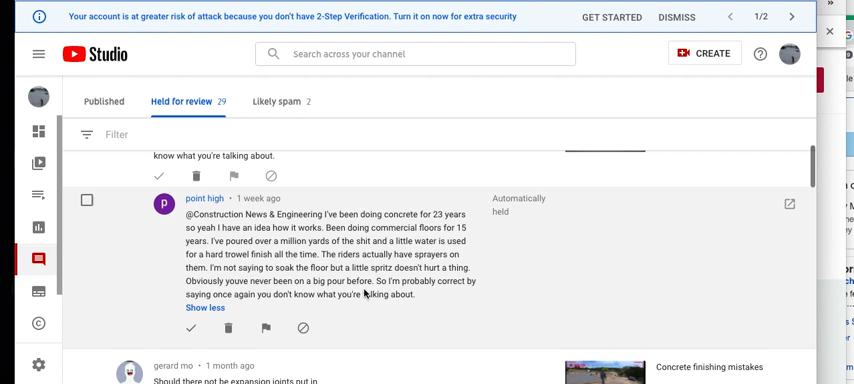 Your account is at greater risk of attack because you don't have 2-Step Verification. Turn it on now for extra security
GET STARTED DISMISS 1/2
Studio Search across your channel CREATE
Published Held for review 29 Likely spam 2
Filter
know what you're talking about.
point high • 1 week ago
Automatically held
@Construction News & Engineering I've been doing concrete for 23 years
so yeah I have an idea how it works. Been doing commercial floors for 15
years. I've poured over a million yards of the shit and a little water is used
for a hard trowel finish all the time. The riders actually have sprayers on
them. I'm not saying to soak the floor but a little spritz doesn't hurt a thing.
Obviously youve never been on a big pour before. So I'm probably correct by
saying once again you don't know what you're talking about.
Show less
gerard mo • 1 month ago
Concrete finishing mistakes
Should there not be expansion joints put in